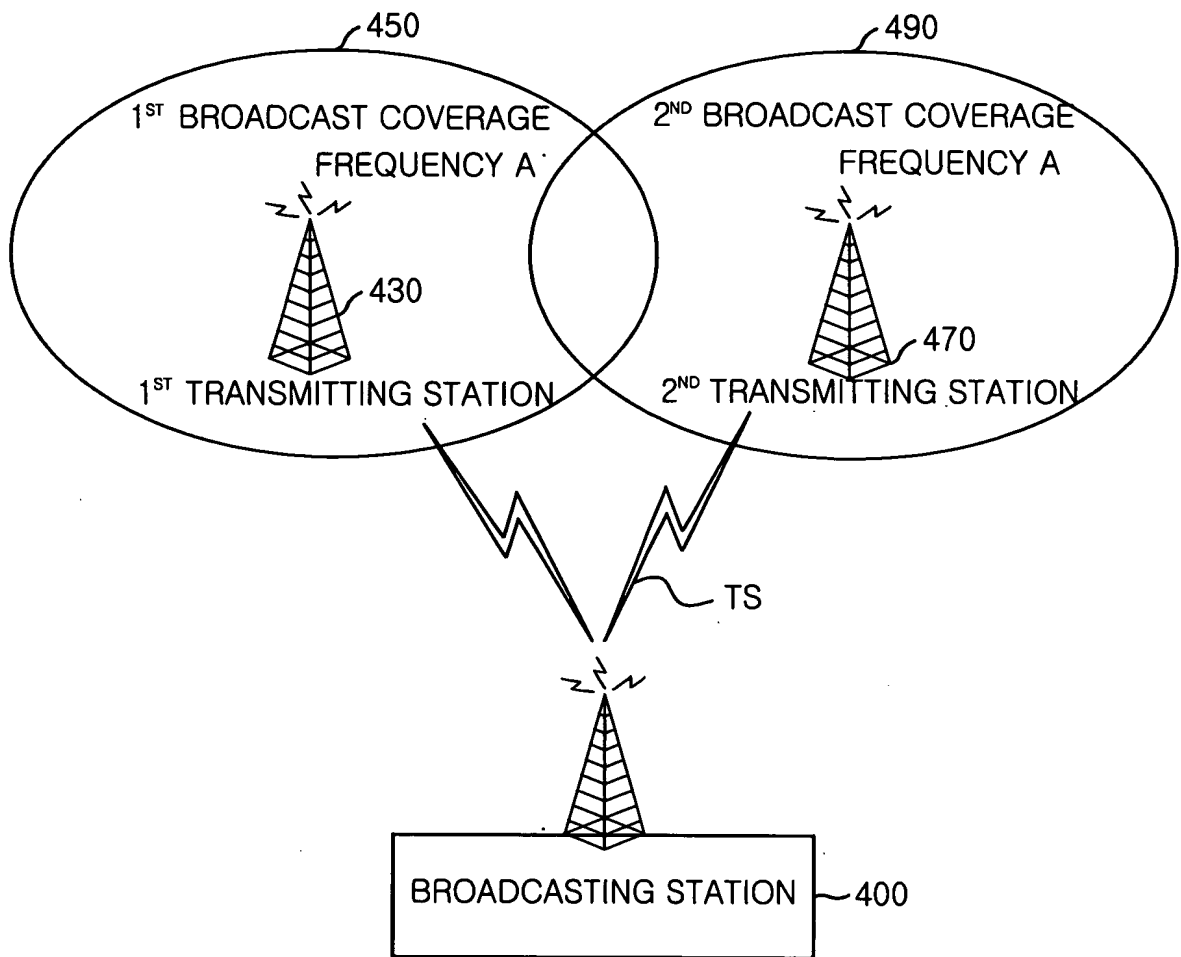 450
490
1ST BROADCAST COVERAGE
FREQUENCY A
2ND BROADCAST COVERAGE
FREQUENCY A
430
470
1ST TRANSMITTING STATION
2ND TRANSMITTING STATION
TS
BROADCASTING STATION
400